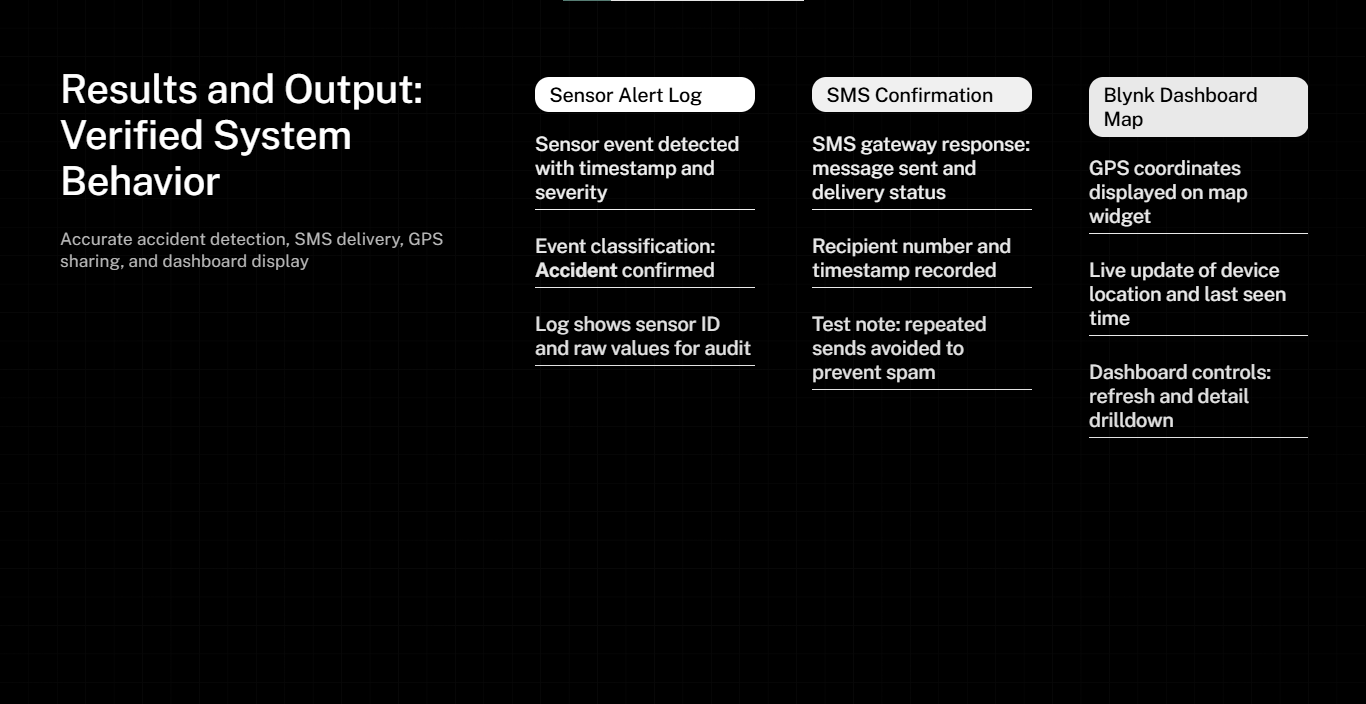 Results and Output:
Verified System
Behavior
Accurate accident detection, SMS delivery, GPS
sharing, and dashboard display
Sensor Alert Log
Sensor event detected
with timestamp and
severity
Event classification:
Accident confirmed
Log shows sensor ID
and raw values for audit
SMS Confirmation
SMS gateway response:
message sent and
delivery status
Recipient number and
timestamp recorded
Test note: repeated
sends avoided to
prevent spam
Blynk Dashboard
Map
GPS coordinates
displayed on map
widget
Live update of device
location and last seen
time
Dashboard controls:
refresh and detail
drilldown